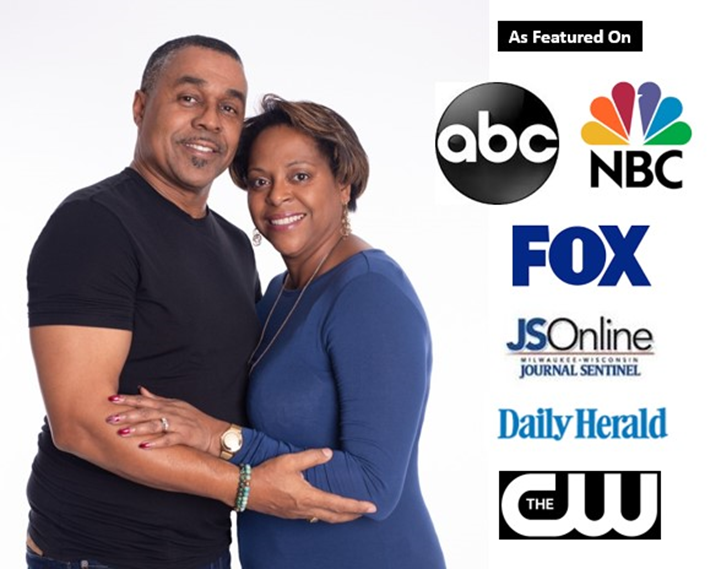 As Featured On
abc
NBC
FOX
JSOnline
MILWAUKEE•WISCONSIN
JOURNAL SENTINEL
Daily Herald
THE CW